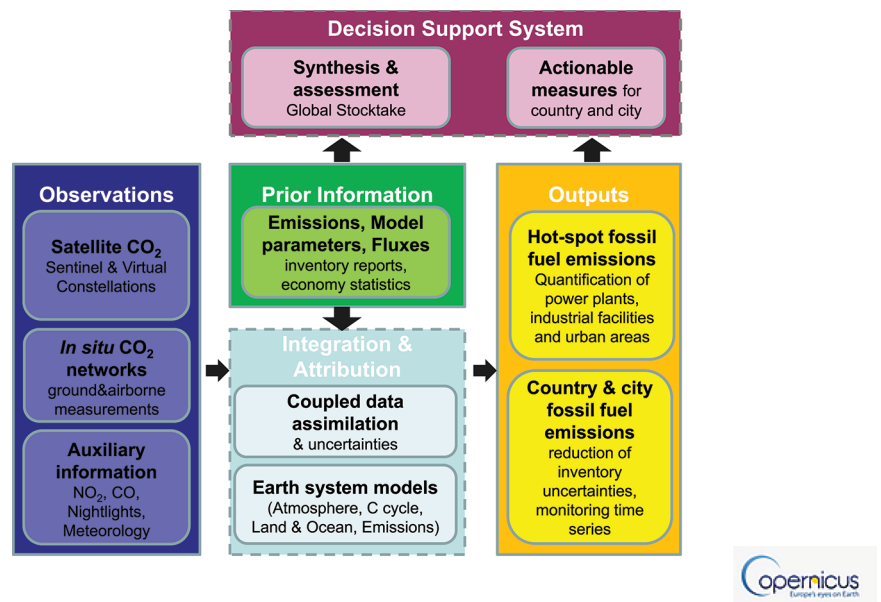 Decision Support System
Synthesis &
assessment
Global Stocktake
Actionable
measures for
country and city
Observations
Satellite CO₂
Sentinel & Virtual
Constellations
In situ CO₂
networks
ground&airborne
measurements
Auxiliary
information
NO₂, CO,
Nightlights,
Meteorology
Prior Information
Emissions, Model
parameters, Fluxes
inventory reports,
economy statistics
Integration &
Attribution
Coupled data
assimilation
& uncertainties
Earth system models
(Atmosphere, C cycle,
Land & Ocean, Emissions)
Outputs
Hot-spot fossil
fuel emissions
Quantification of
power plants,
industrial facilities
and urban areas
Country & city
fossil fuel
emissions
reduction of
inventory
uncertainties,
monitoring time
series
Copernicus
Europe's eyes on Earth